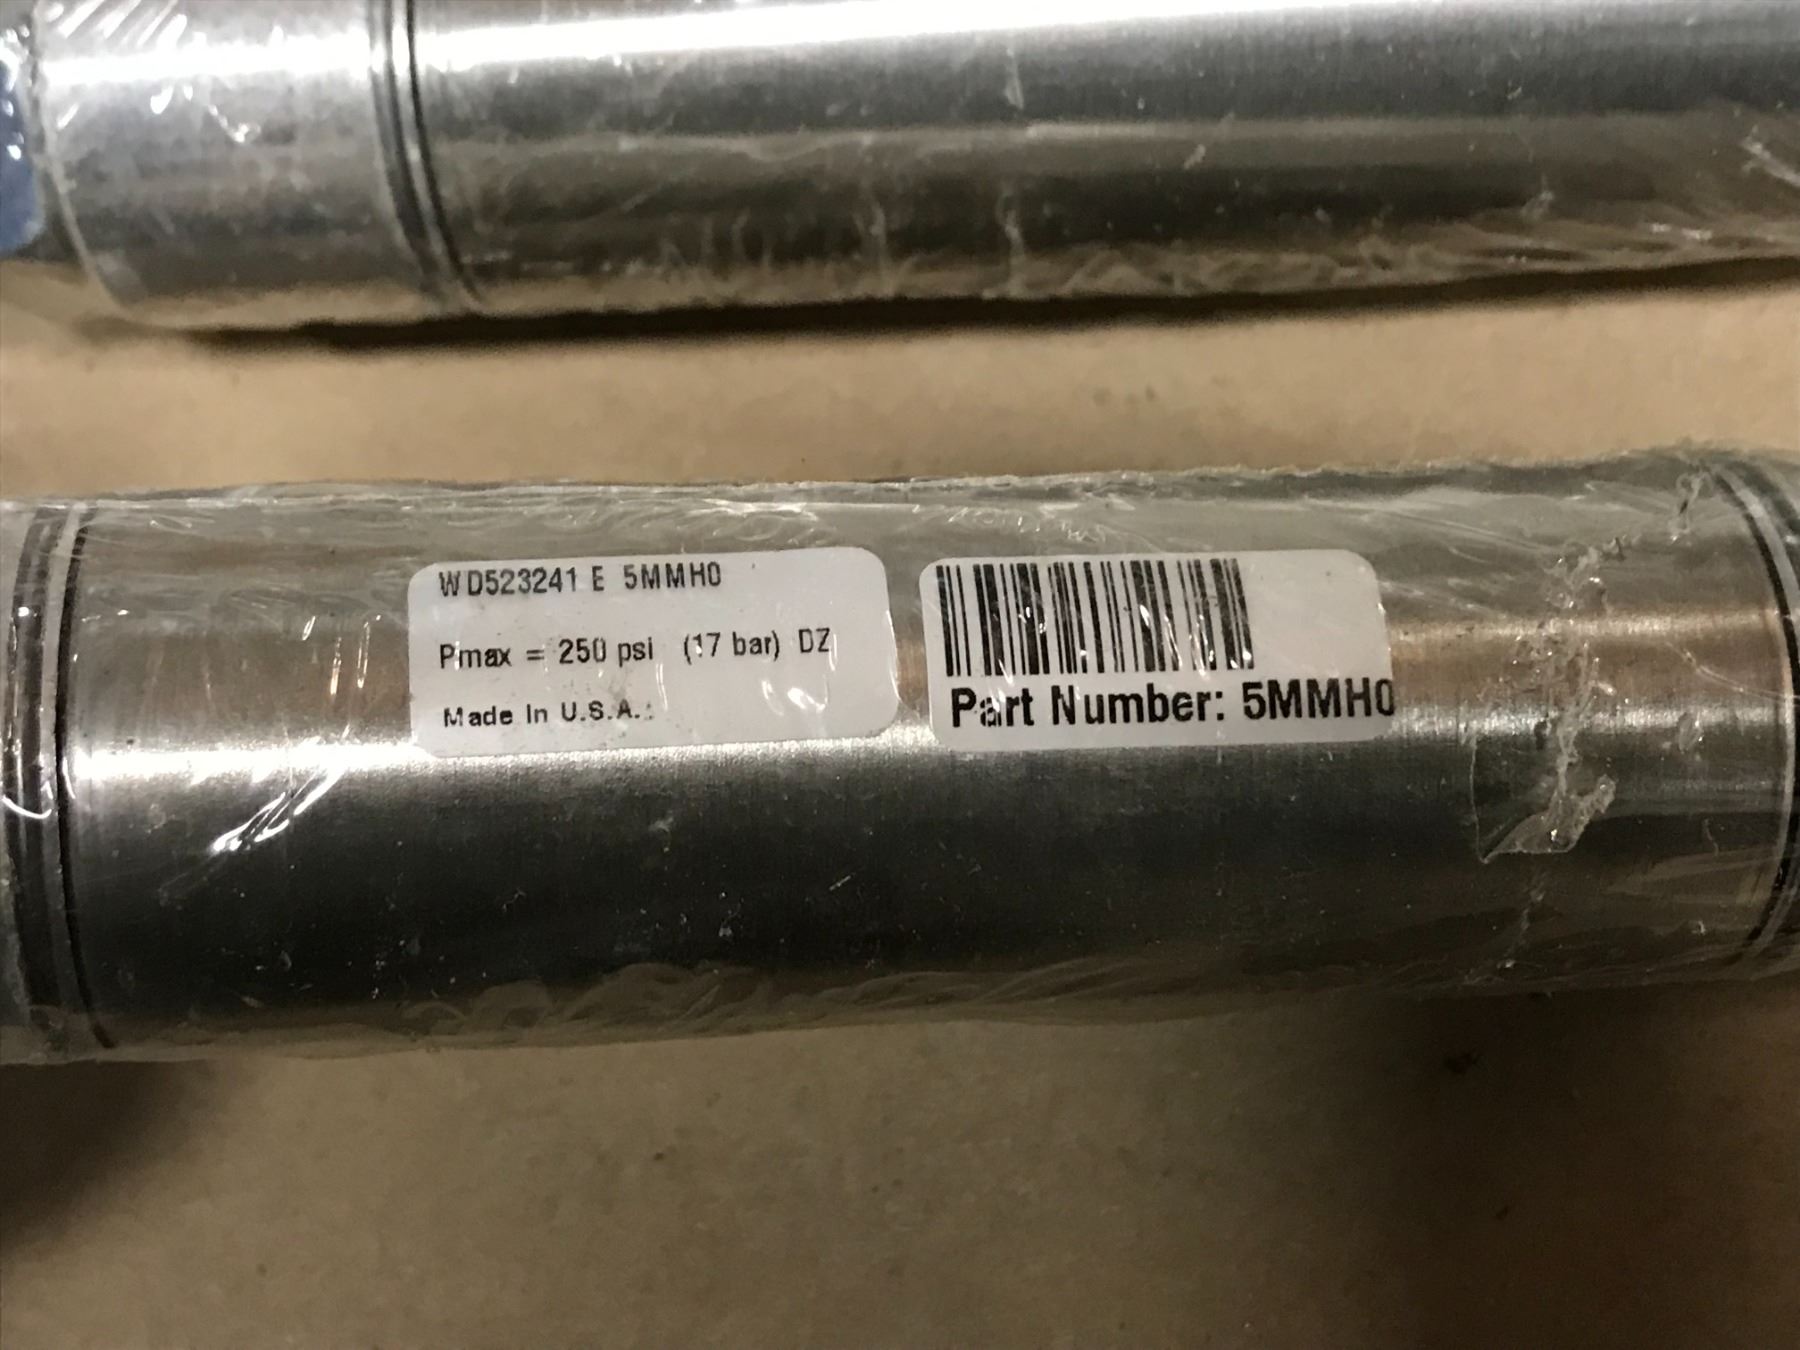 WD523241 E 5MMH0
Pmax = 250 psi (17 bar) DZ
Made In U.S.A.
Part Number: 5MMH0